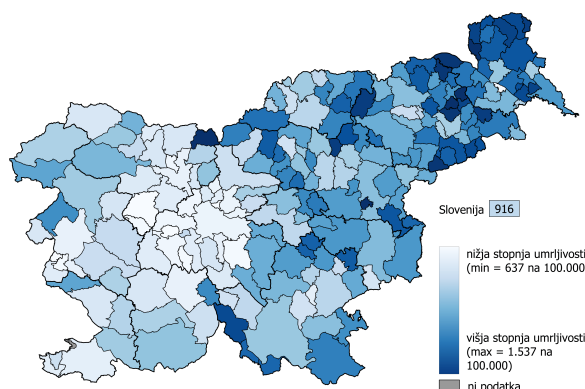 Slovenija 916
nižja stopnja umrljivosti
(min = 637 na 100.000
višja stopnja umrljivosti
(max = 1.537 na
100.000)
ni podatka